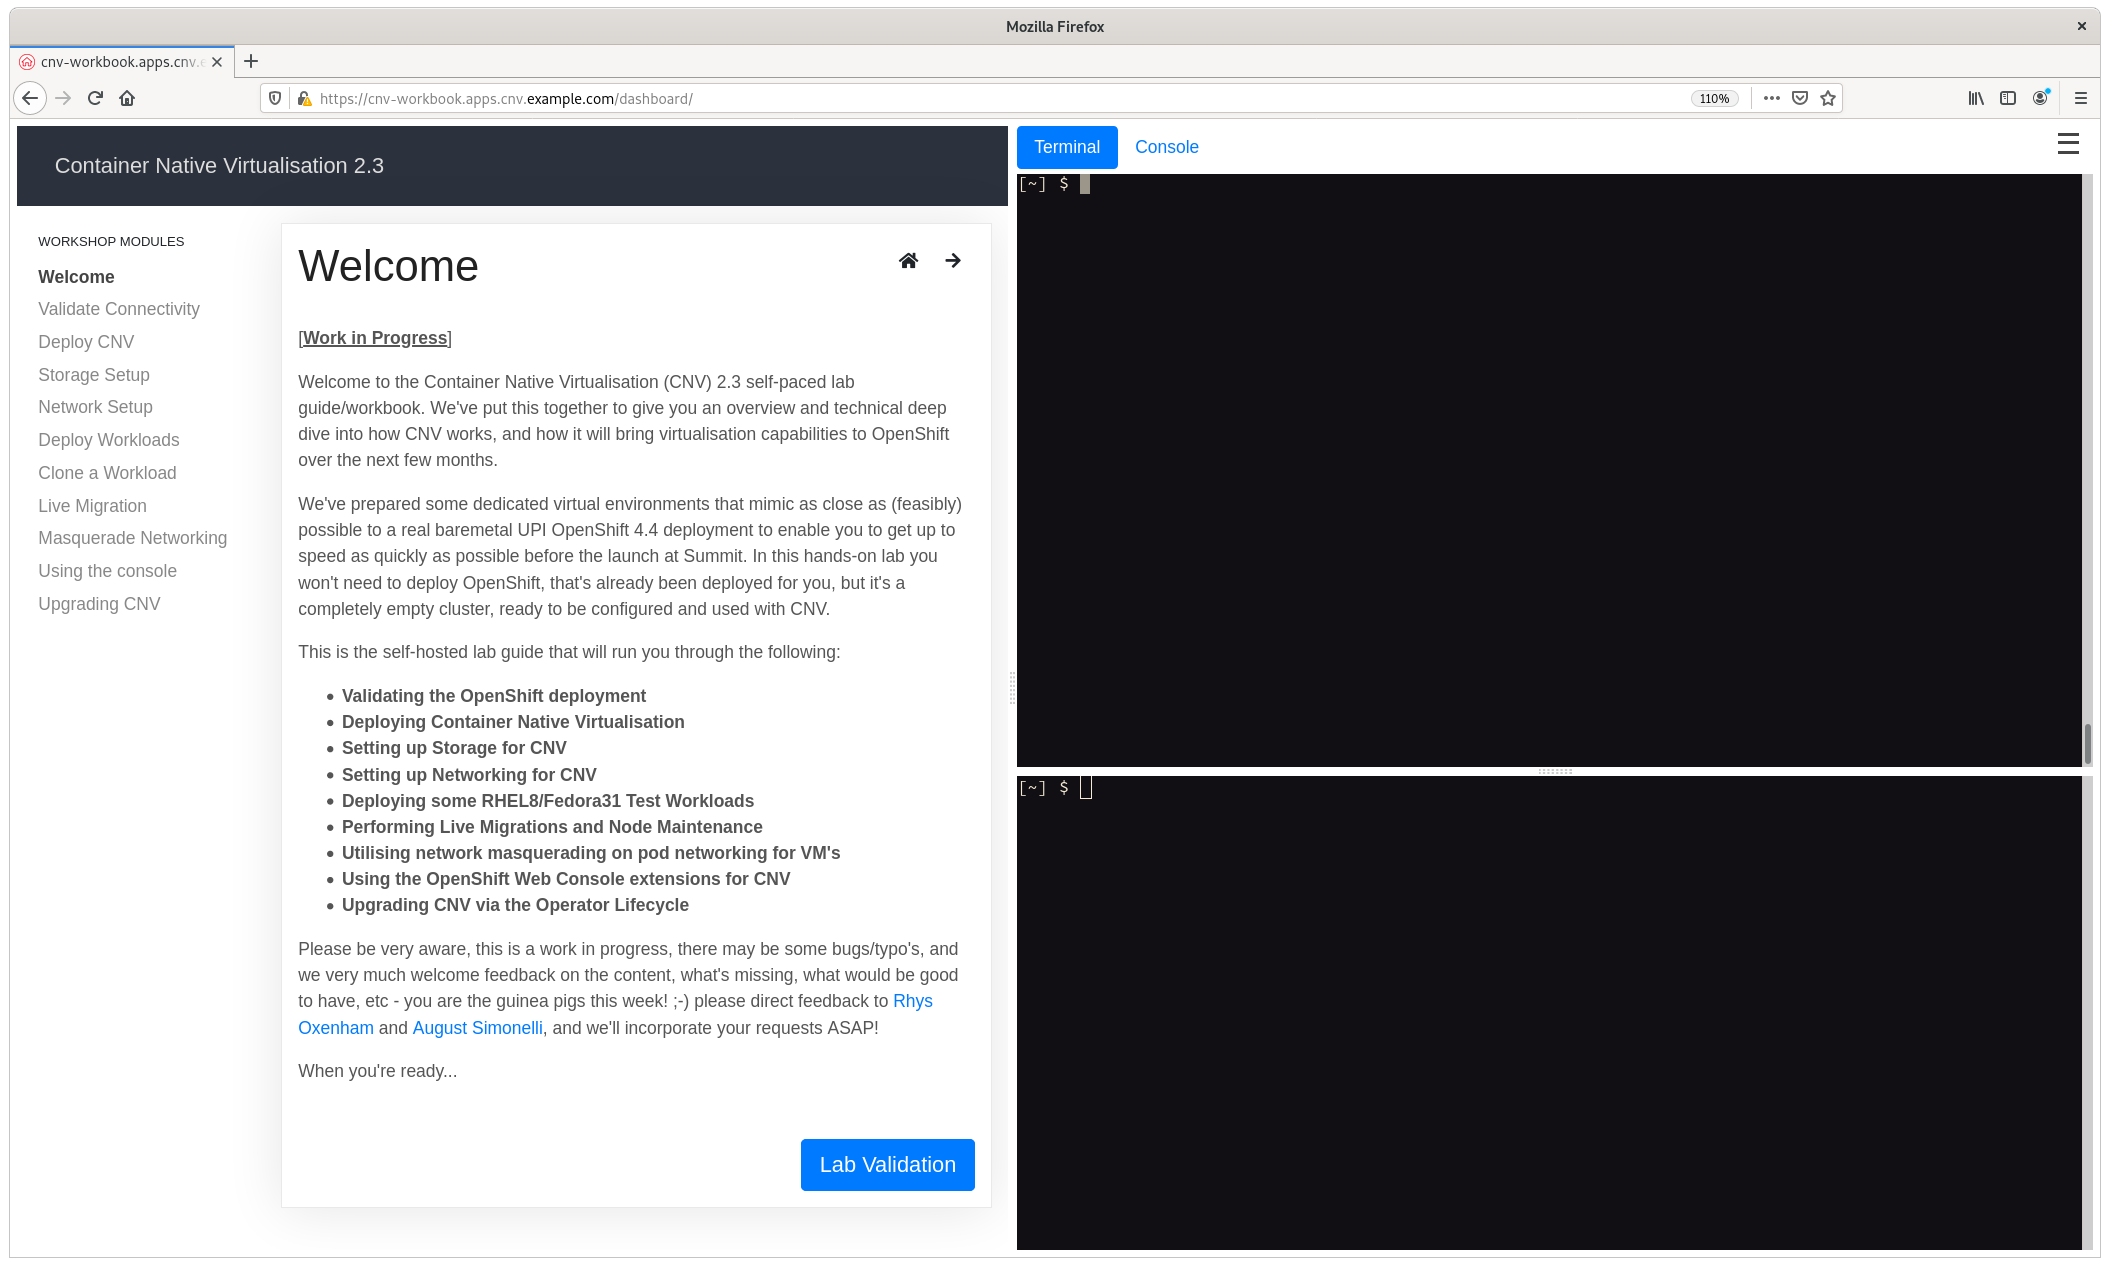 Mozilla Firefox
cnv-workbook.apps.cnv.e
https://cnv-workbook.apps.cnv.example.com/dashboard/
110%
Container Native Virtualisation 2.3
WORKSHOP MODULES
Welcome
Validate Connectivity
Deploy CNV
Storage Setup
Network Setup
Deploy Workloads
Clone a Workload
Live Migration
Masquerade Networking
Using the console
Upgrading CNV
Welcome
[Work in Progress]
Welcome to the Container Native Virtualisation (CNV) 2.3 self-paced lab
guide/workbook. We've put this together to give you an overview and technical deep
dive into how CNV works, and how it will bring virtualisation capabilities to OpenShift
over the next few months.
We've prepared some dedicated virtual environments that mimic as close as (feasibly)
possible to a real baremetal UPI OpenShift 4.4 deployment to enable you to get up to
speed as quickly as possible before the launch at Summit. In this hands-on lab you
won't need to deploy OpenShift, that's already been deployed for you, but it's a
completely empty cluster, ready to be configured and used with CNV.
This is the self-hosted lab guide that will run you through the following:
• Validating the OpenShift deployment
• Deploying Container Native Virtualisation
• Setting up Storage for CNV
• Setting up Networking for CNV
• Deploying some RHEL8/Fedora31 Test Workloads
• Performing Live Migrations and Node Maintenance
• Utilising network masquerading on pod networking for VM's
• Using the OpenShift Web Console extensions for CNV
• Upgrading CNV via the Operator Lifecycle
Please be very aware, this is a work in progress, there may be some bugs/typo's, and
we very much welcome feedback on the content, what's missing, what would be good
to have, etc - you are the guinea pigs this week! ;-) please direct feedback to Rhys
Oxenham and August Simonelli, and we'll incorporate your requests ASAP!
When you're ready...
Lab Validation
Terminal
Console
[~] $
[~] $